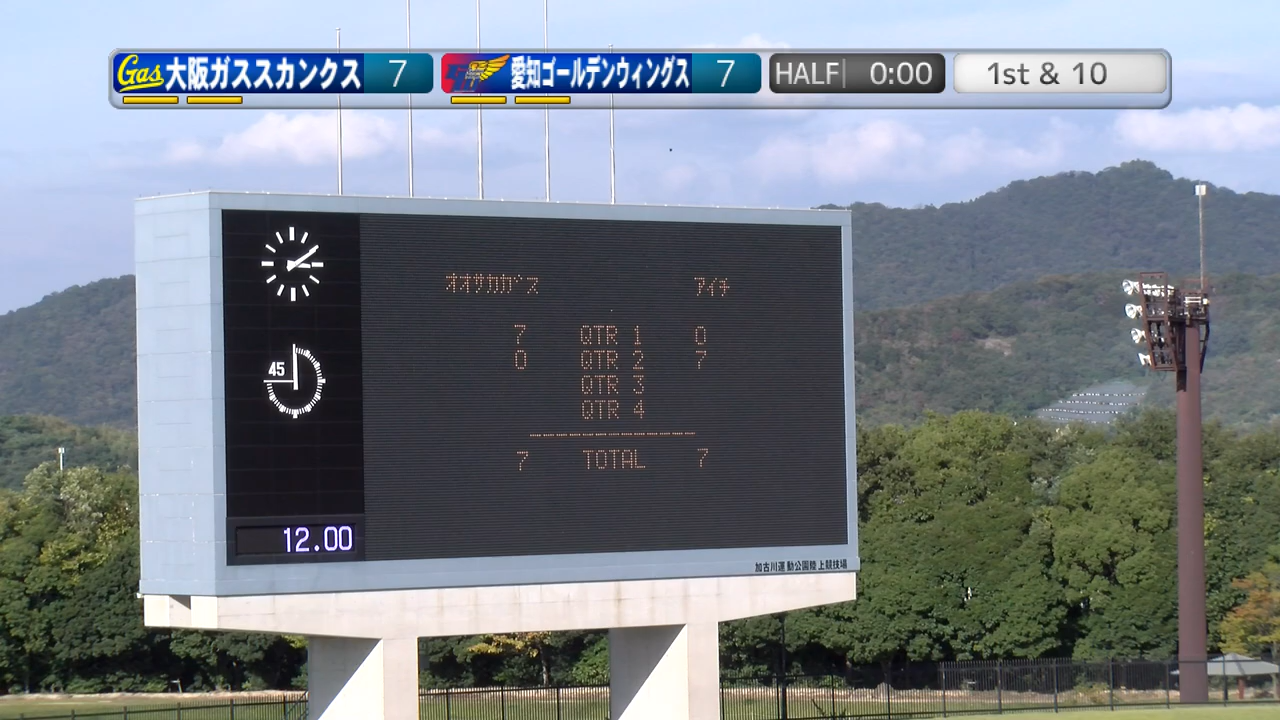 Gas 大阪ガススカンクス 7 愛知ゴールデンウィングス 7 HALF 0:00 1st & 10
オオサカガス アイチ
7 QTR 1 0
0 QTR 2 7
QTR 3
QTR 4
7 TOTAL 7
45
12.00
加古川運動公園陸上競技場